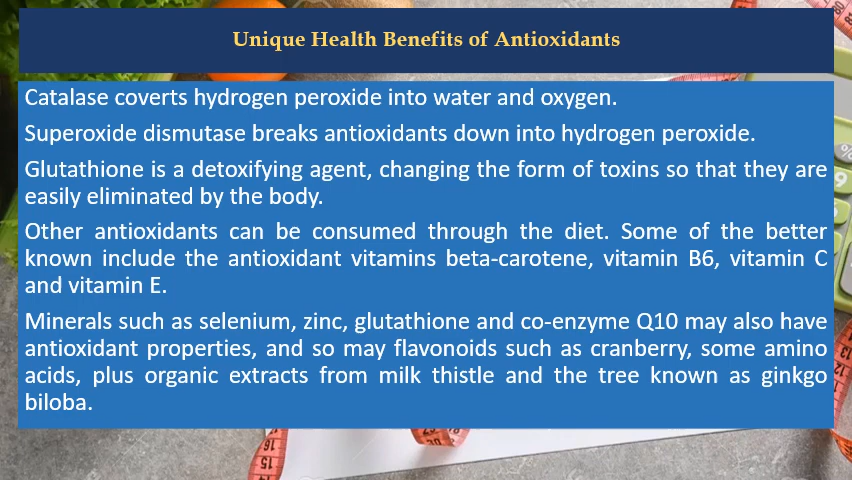 Unique Health Benefits of Antioxidants
Catalase coverts hydrogen peroxide into water and oxygen.
Superoxide dismutase breaks antioxidants down into hydrogen peroxide.
Glutathione is a detoxifying agent, changing the form of toxins so that they are
easily eliminated by the body.
Other antioxidants can be consumed through the diet. Some of the better
known include the antioxidant vitamins beta-carotene, vitamin B6, vitamin C
and vitamin E.
Minerals such as selenium, zinc, glutathione and co-enzyme Q10 may also have
antioxidant properties, and so may flavonoids such as cranberry, some amino
acids, plus organic extracts from milk thistle and the tree known as ginkgo
biloba.
16
15